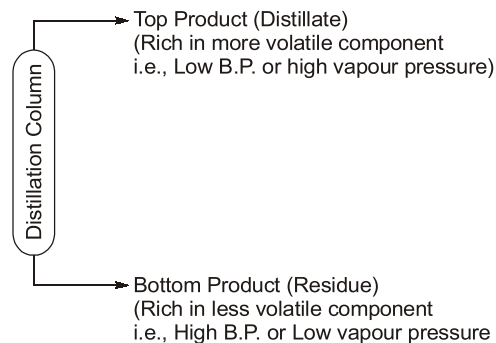 Top Product (Distillate)
(Rich in more volatile component
i.e., Low B.P. or high vapour pressure)
Distillation Column
Bottom Product (Residue)
(Rich in less volatile component
i.e., High B.P. or Low vapour pressure